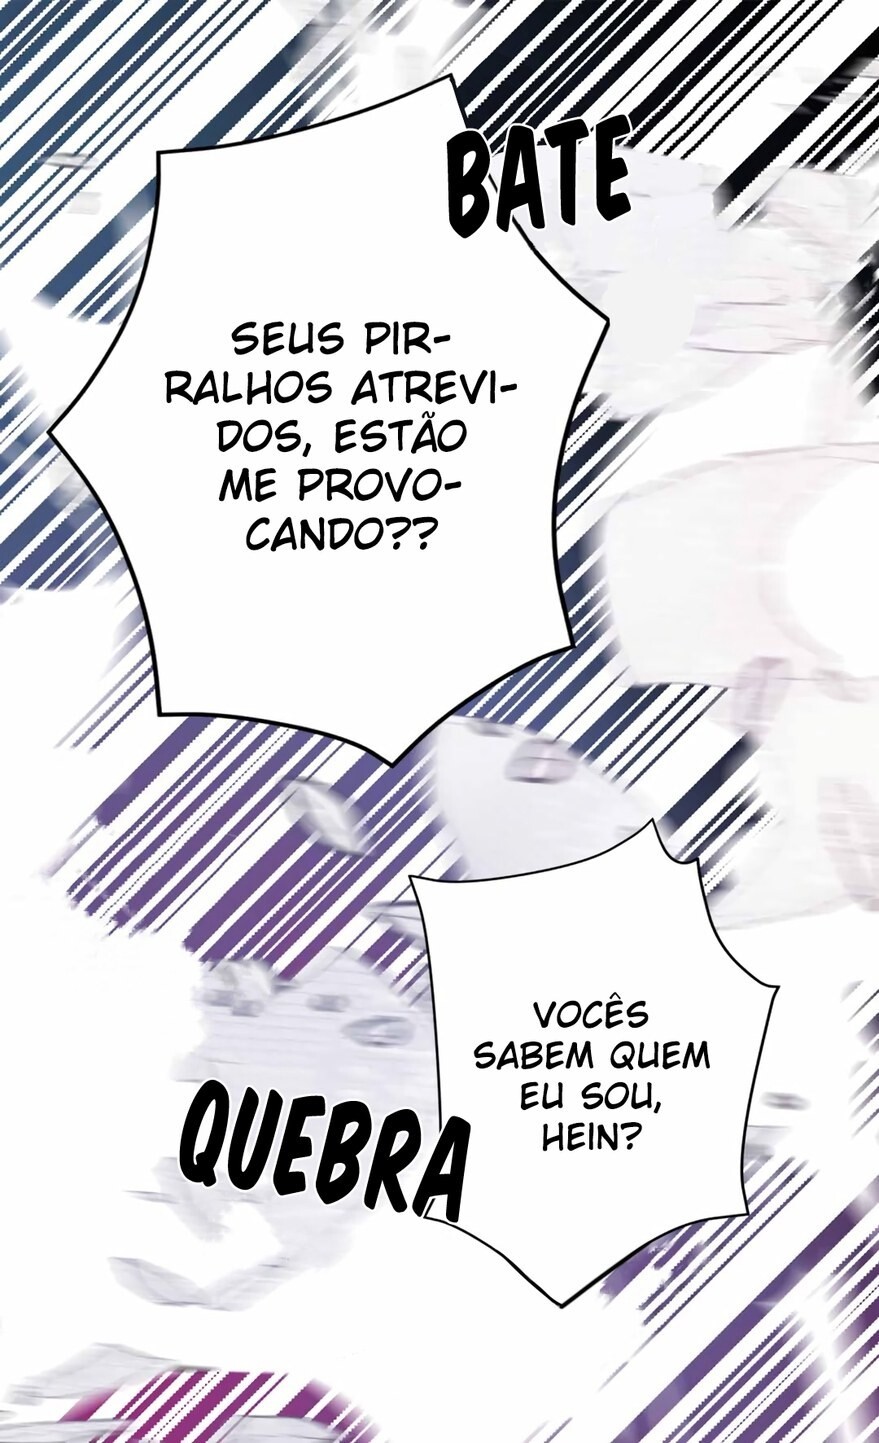 BATE
SEUS PIR-
RALHOS ATREVI-
DOS, ESTÃO
ME PROVO-
CANDO??
VOCÊS
SABEM QUEM
EU SOU,
HEIN?
QUEBRA